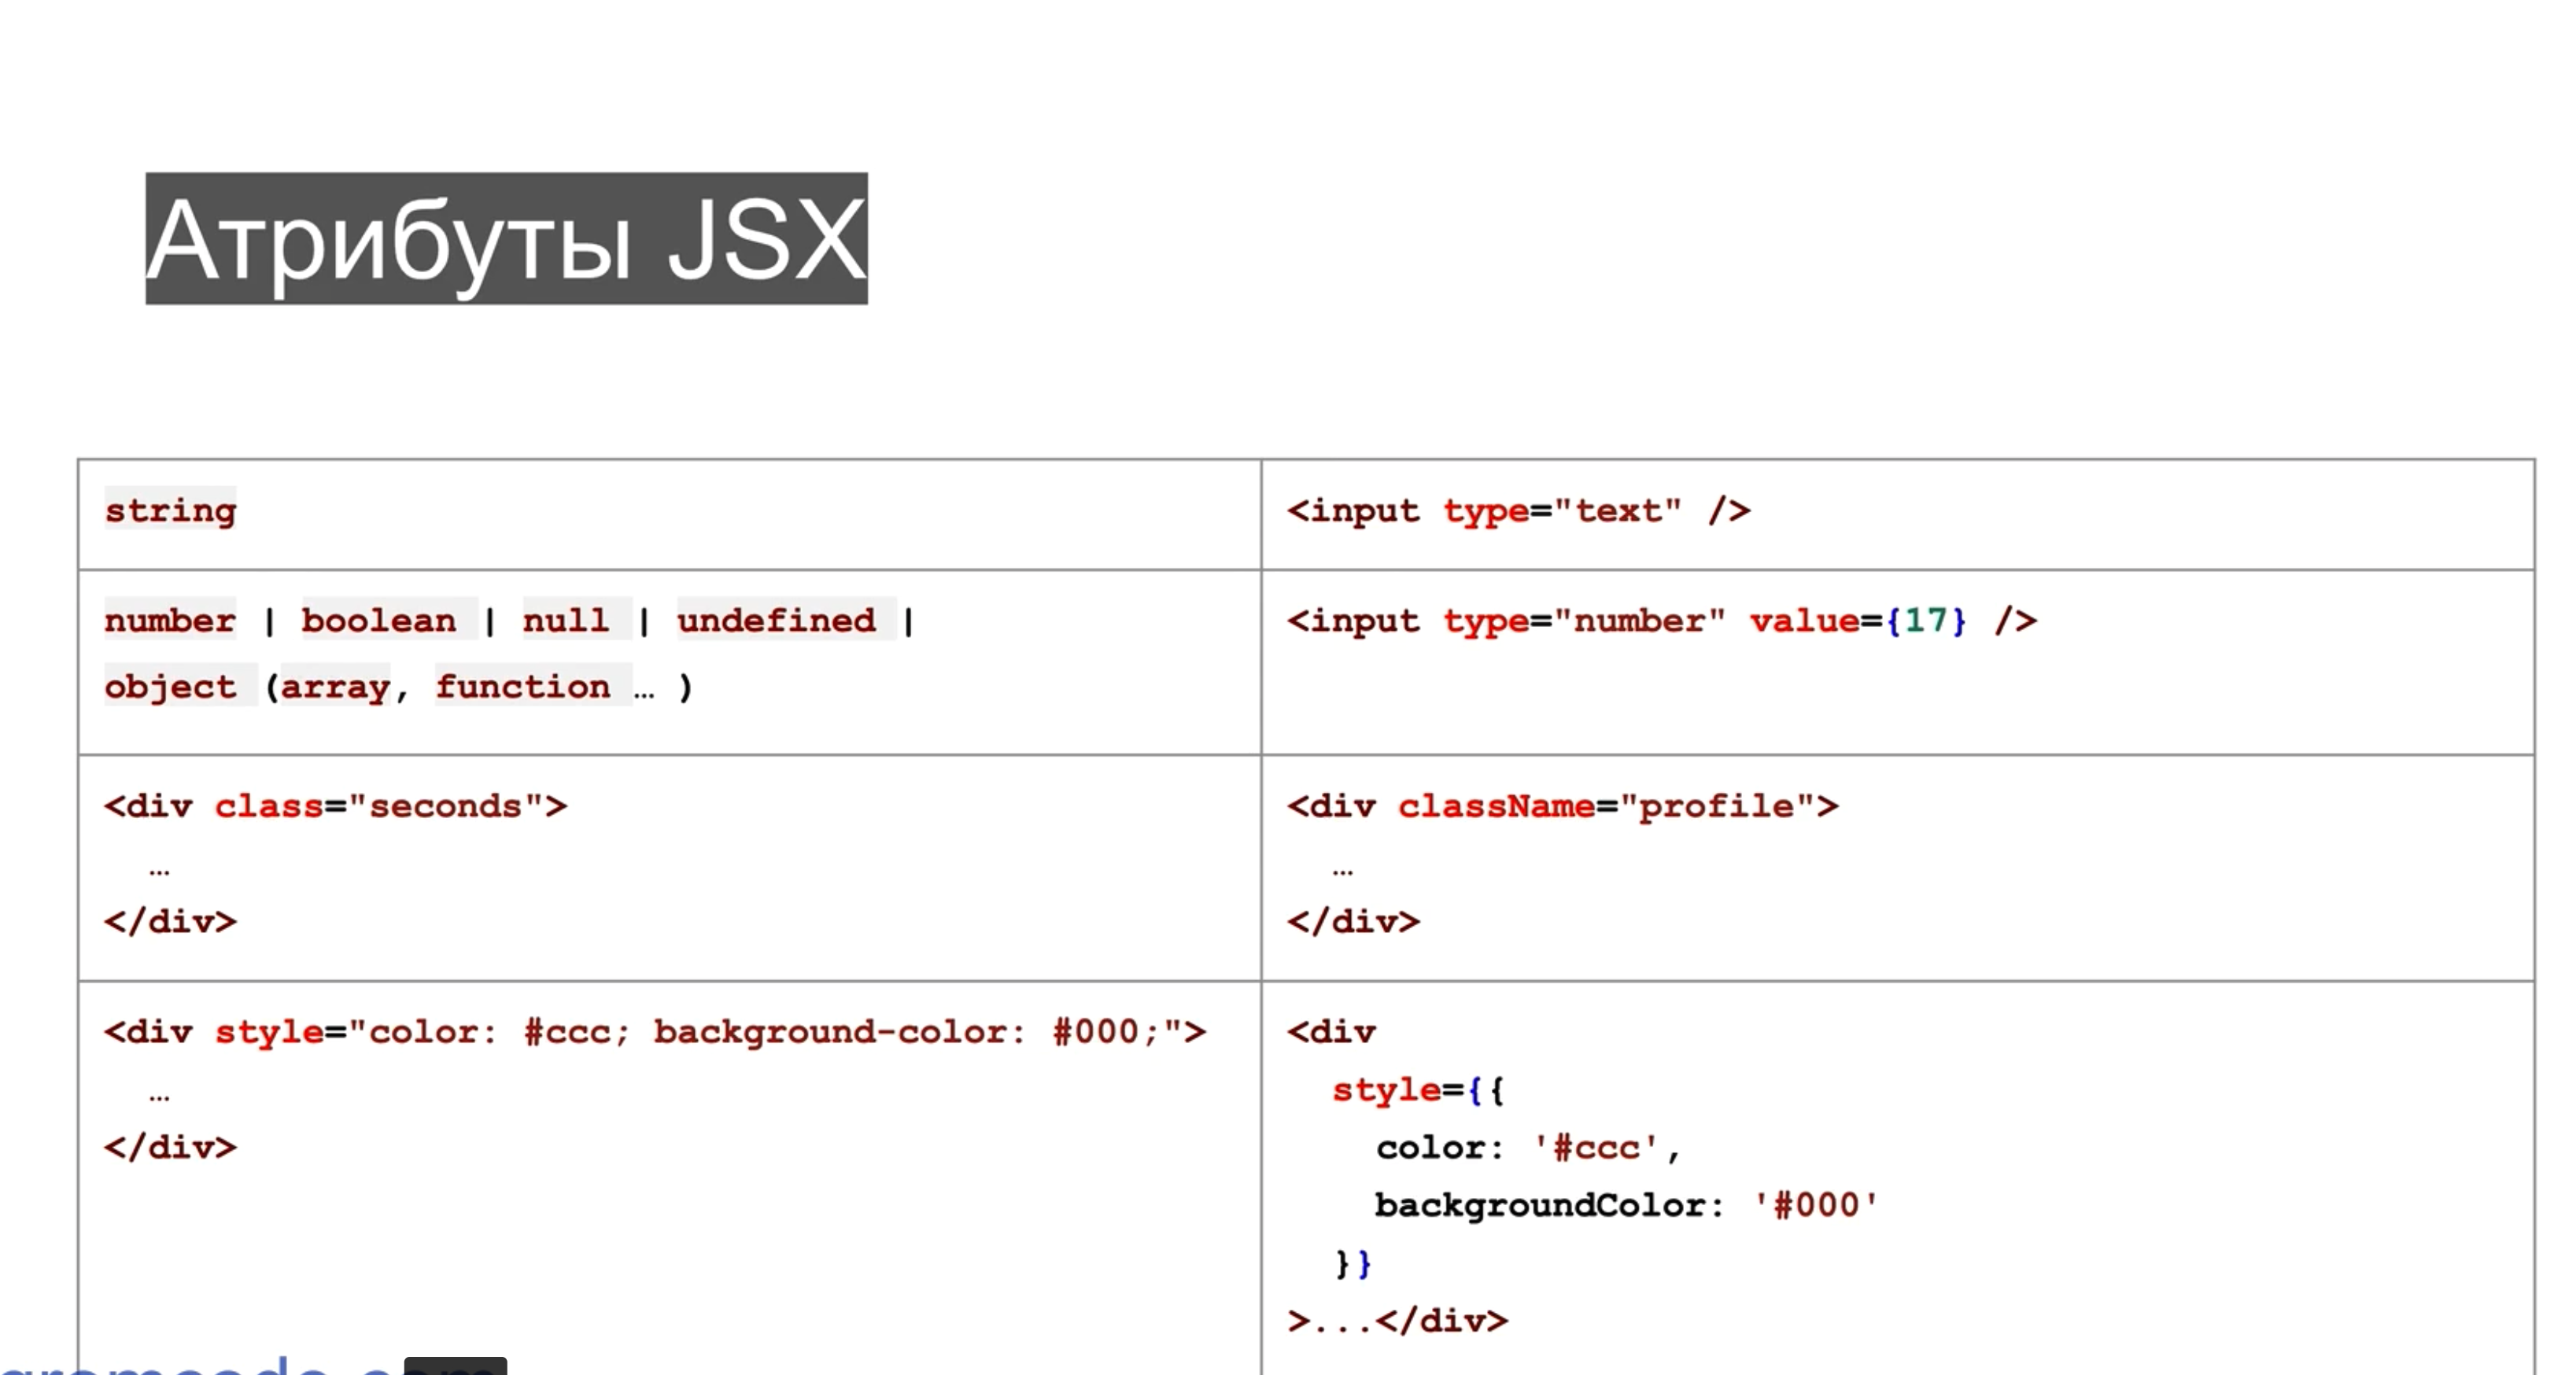 Атрибуты JSX
string
<input type="text" />
number | boolean | null | undefined |
object (array, function … )
<input type="number" value={17} />
<div class="seconds">
…
</div>
<div className="profile">
…
</div>
<div style="color: #ccc; background-color: #000;">
…
</div>
<div
style={{
color: '#ccc',
backgroundColor: '#000'
}}
>...</div>